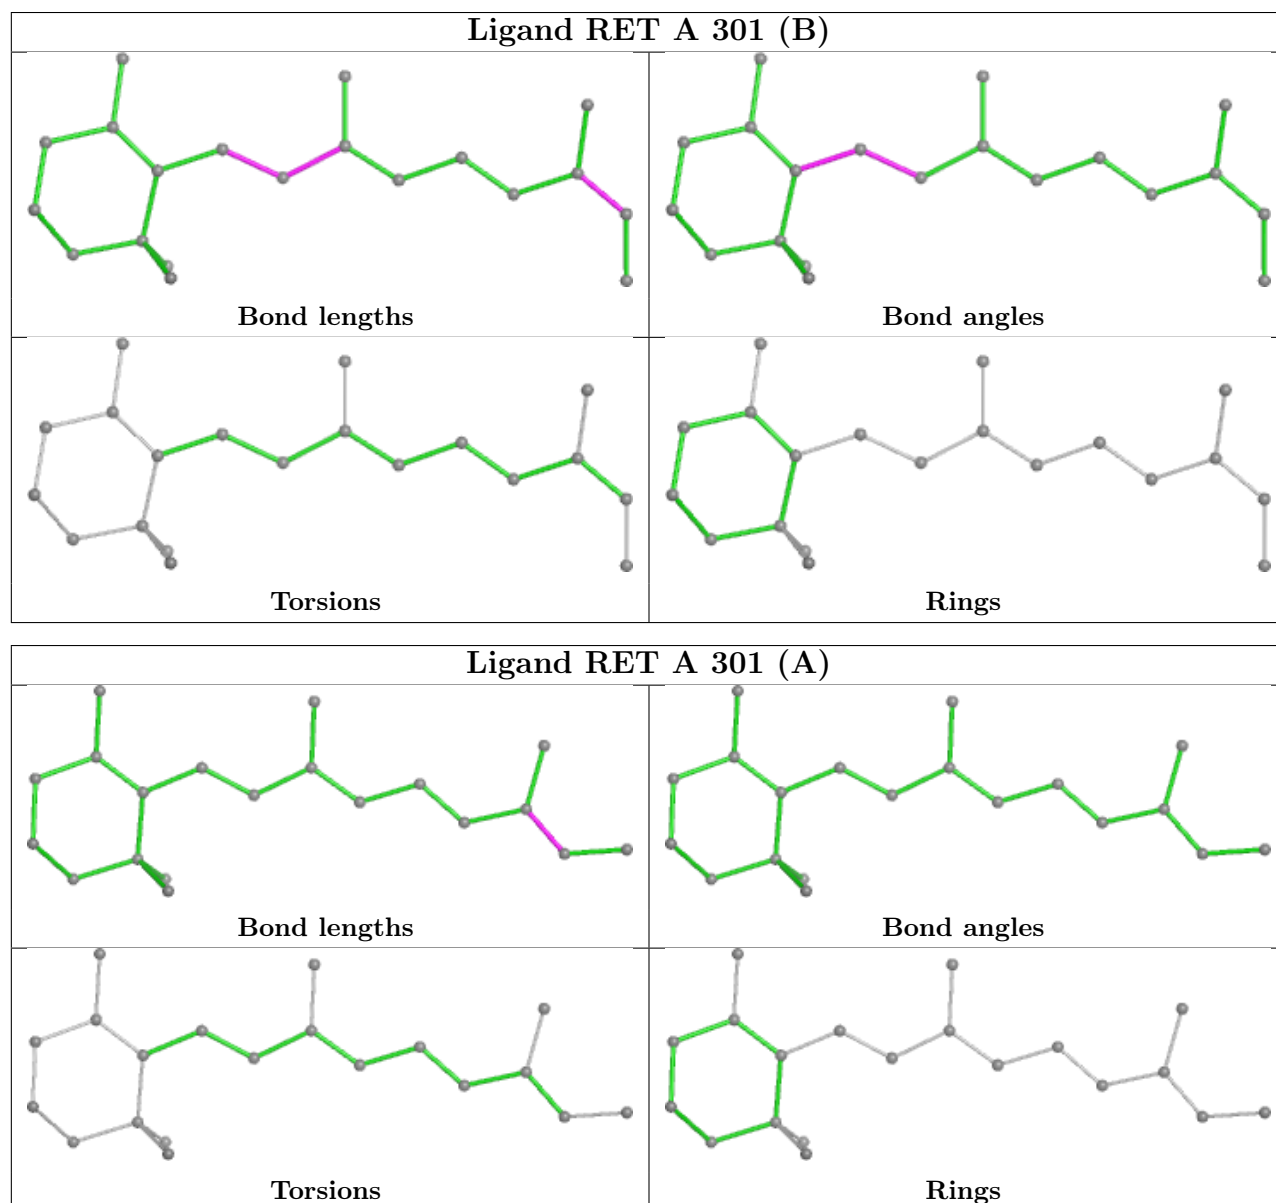 Ligand RET A 301 (B)
Bond lengths
Bond angles
Torsions
Rings
Ligand RET A 301 (A)
Bond lengths
Bond angles
Torsions
Rings